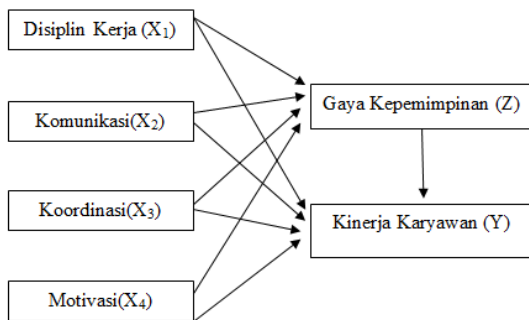 Disiplin Kerja (X₁)
Gaya Kepemimpinan (Z)
Komunikasi(X₂)
Koordinasi(X₃)
Kinerja Karyawan (Y)
Motivasi(X₄)